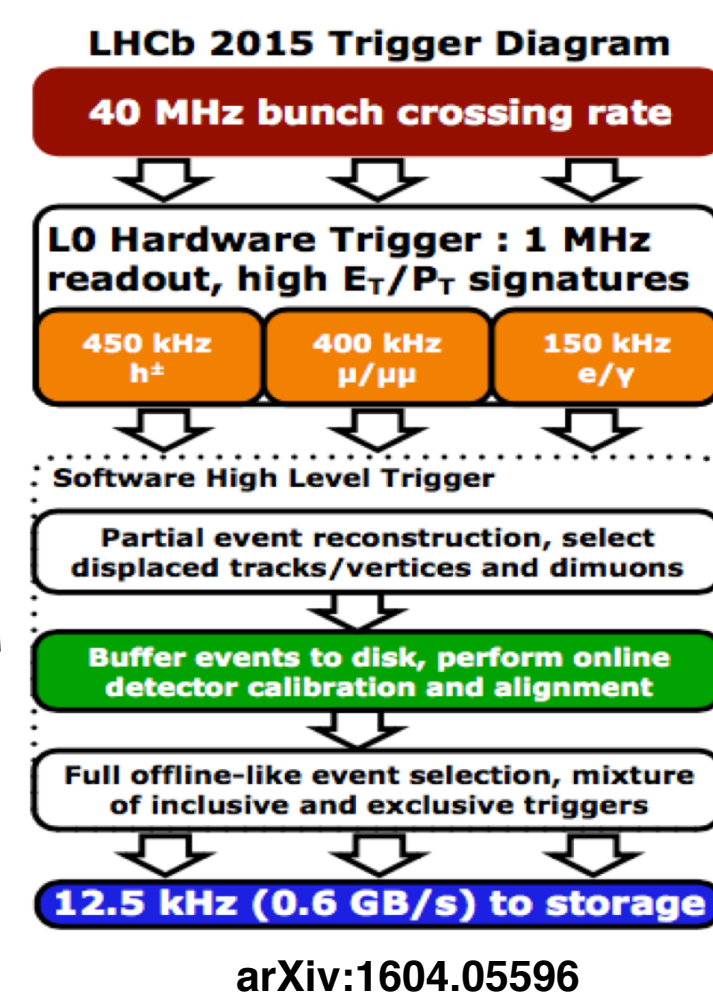 LHCb 2015 Trigger Diagram
40 MHz bunch crossing rate
L0 Hardware Trigger : 1 MHz
readout, high E_T/P_T signatures
450 kHz
h±
400 kHz
μ/μμ
150 kHz
e/γ
Software High Level Trigger
Partial event reconstruction, select
displaced tracks/vertices and dimuons
Buffer events to disk, perform online
detector calibration and alignment
Full offline-like event selection, mixture
of inclusive and exclusive triggers
12.5 kHz (0.6 GB/s) to storage
arXiv:1604.05596